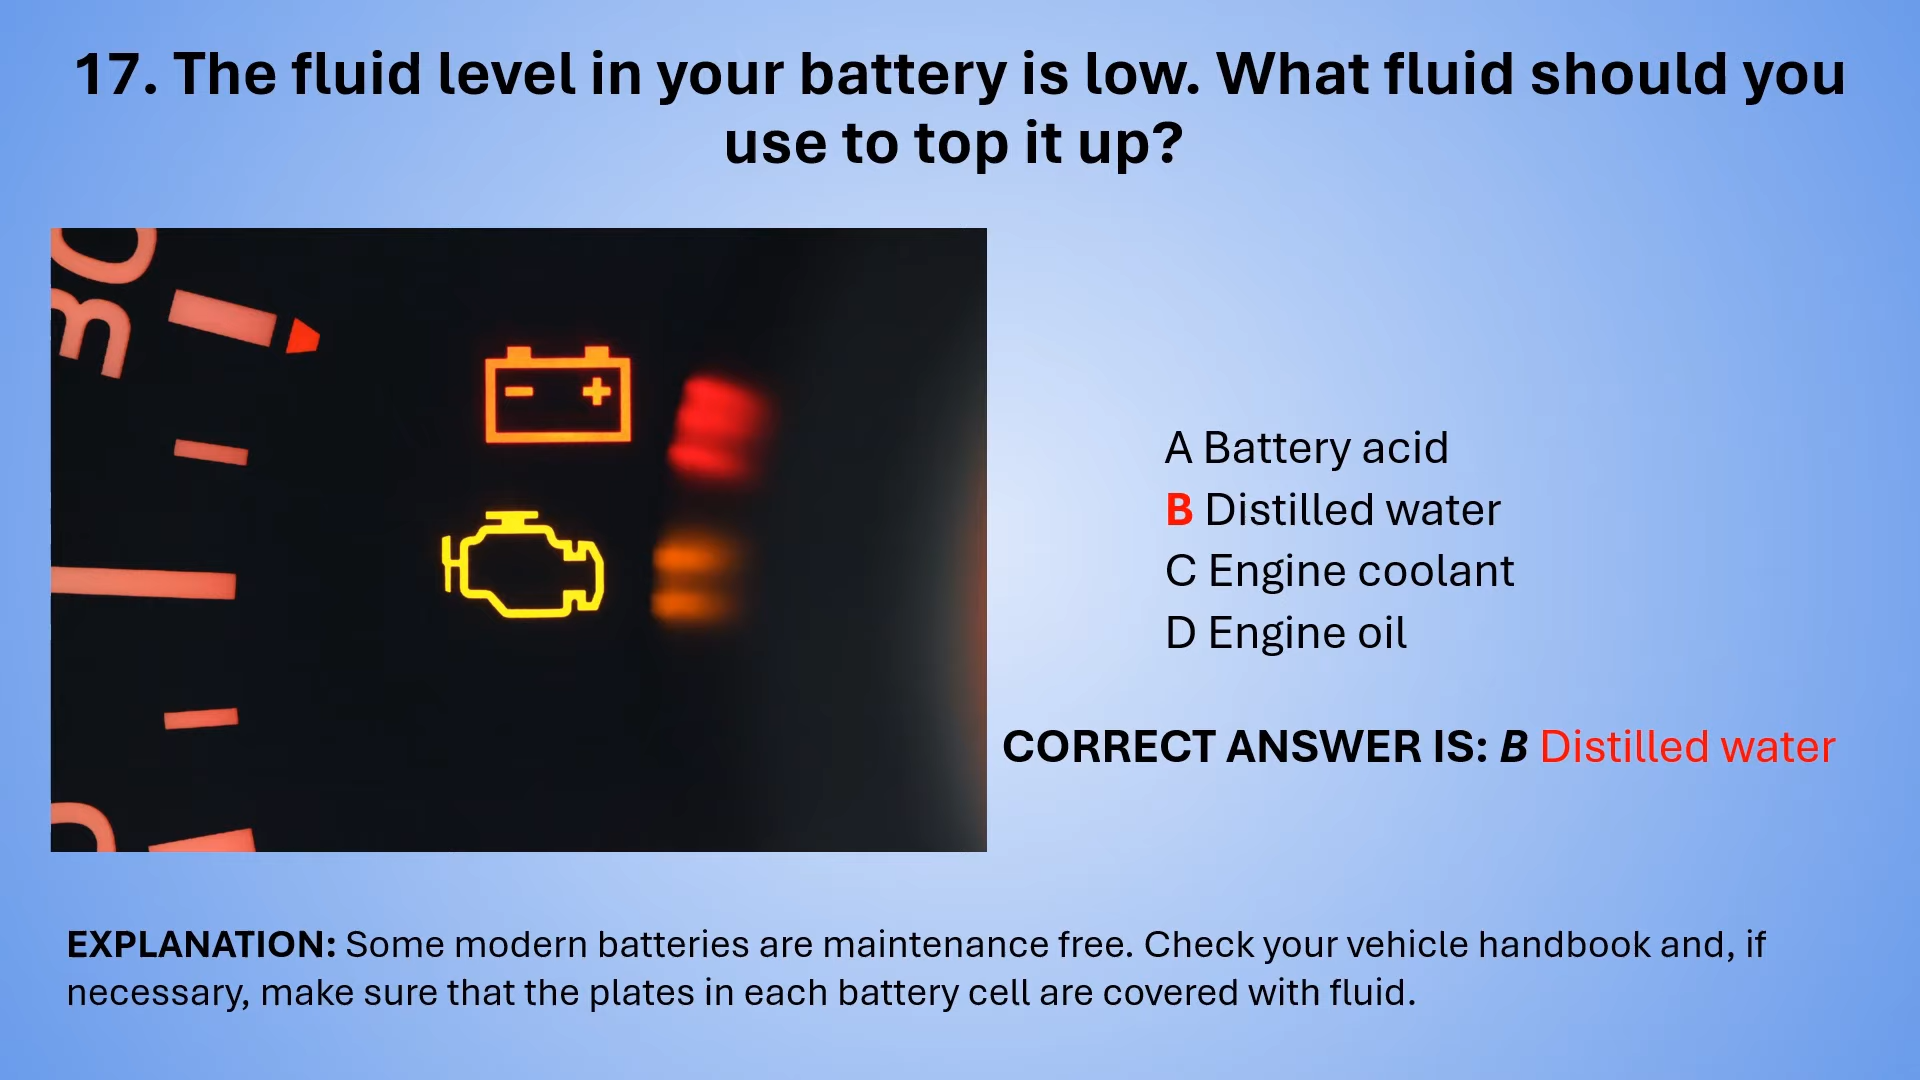 17. The fluid level in your battery is low. What fluid should you
use to top it up?
30
A Battery acid
B Distilled water
C Engine coolant
D Engine oil
CORRECT ANSWER IS: B Distilled water
EXPLANATION: Some modern batteries are maintenance free. Check your vehicle handbook and, if
necessary, make sure that the plates in each battery cell are covered with fluid.